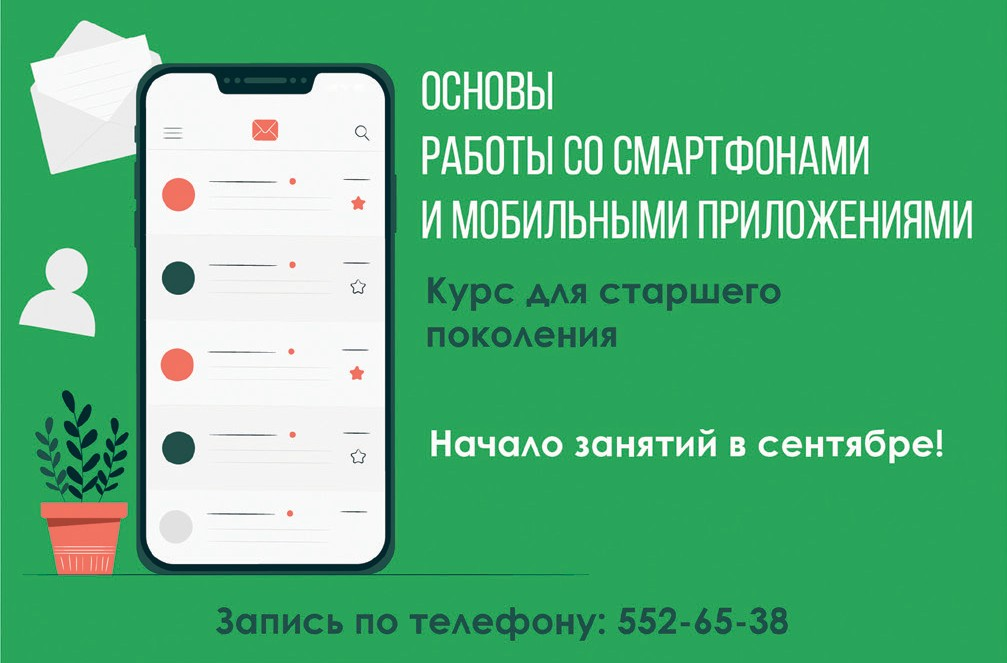 ОСНОВЫ
РАБОТЫ СО СМАРТФОНАМИ
И МОБИЛЬНЫМИ ПРИЛОЖЕНИЯМИ
Курс для старшего
поколения
Начало занятий в сентябре!
Запись по телефону: 552-65-38